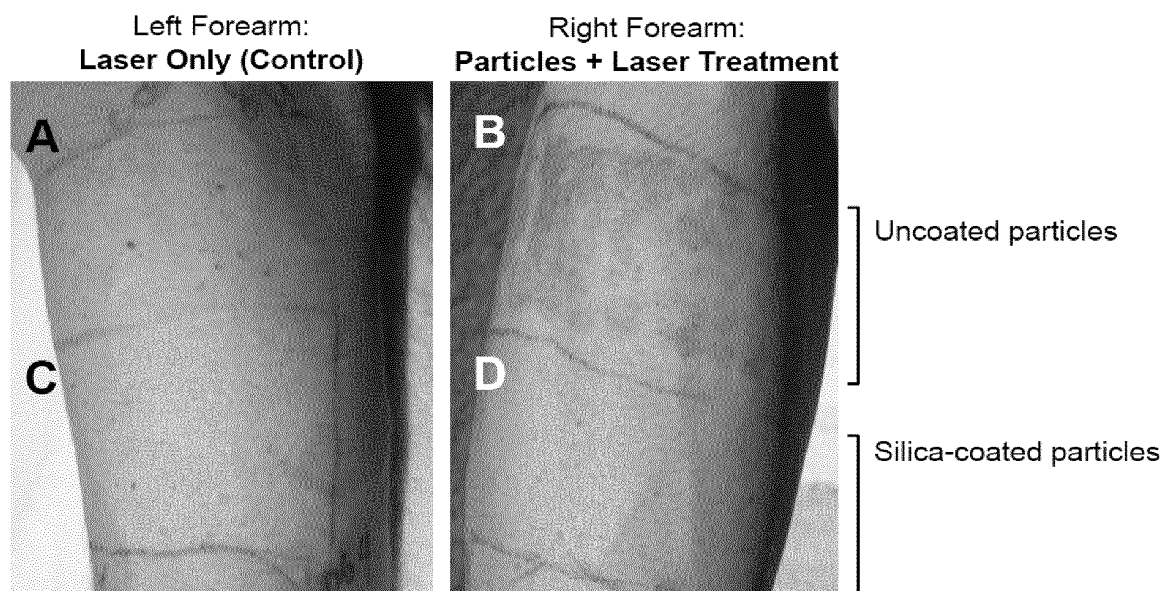 Left Forearm:
Laser Only (Control)
Right Forearm:
Particles + Laser Treatment
A
B
Uncoated particles
C
D
Silica-coated particles